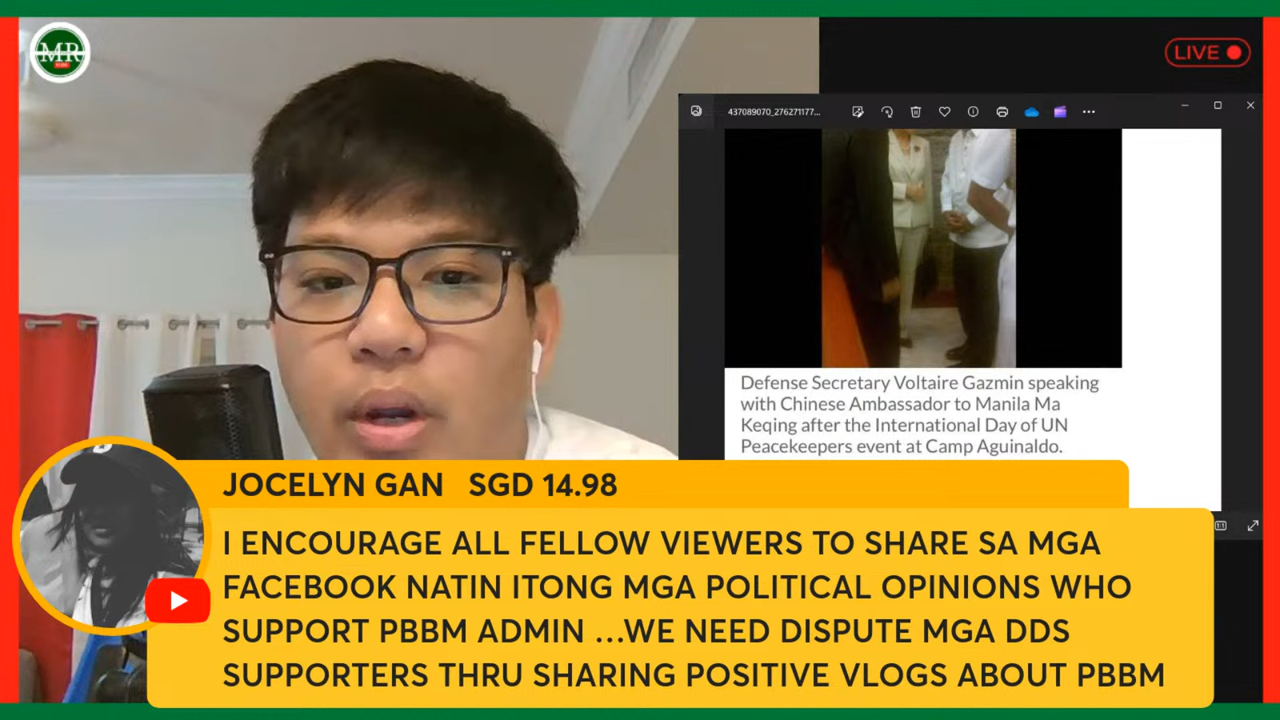 MR
LIVE
437089070_276271177...
Defense Secretary Voltaire Gazmin speaking
with Chinese Ambassador to Manila Ma
Keqing after the International Day of UN
Peacekeepers event at Camp Aguinaldo.
JOCELYN GAN SGD 14.98
I ENCOURAGE ALL FELLOW VIEWERS TO SHARE SA MGA
FACEBOOK NATIN ITONG MGA POLITICAL OPINIONS WHO
SUPPORT PBBM ADMIN ...WE NEED DISPUTE MGA DDS
SUPPORTERS THRU SHARING POSITIVE VLOGS ABOUT PBBM